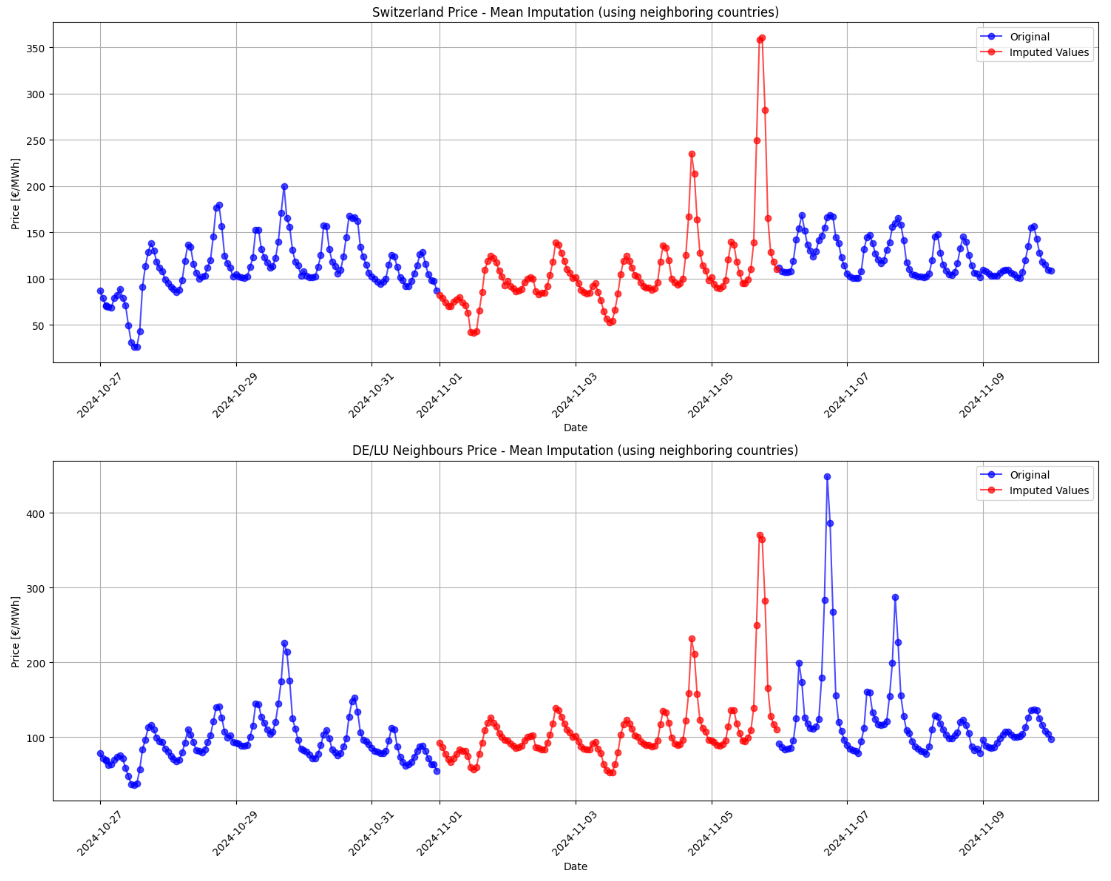 Switzerland Price - Mean Imputation (using neighboring countries)
Original
Imputed Values
Price [€/MWh]
350
300
250
200
150
100
50
2024-10-27
2024-10-29
2024-10-31
2024-11-01
2024-11-03
2024-11-05
2024-11-07
2024-11-09
Date
DE/LU Neighbours Price - Mean Imputation (using neighboring countries)
Original
Imputed Values
Price [€/MWh]
400
300
200
100
2024-10-27
2024-10-29
2024-10-31
2024-11-01
2024-11-03
2024-11-05
2024-11-07
2024-11-09
Date